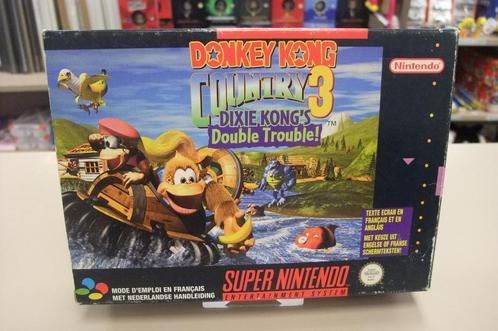 DONKEY KONG
COUNTRY 3
DIXIE KONG'S
TM
Double Trouble!
Nintendo
TEXTE ECRAN EN
FRANÇAIS ET EN
ANGLAIS
MET KEUZE UIT
ENGELSE OF FRANSE
SCHERMTEKSTEN!
MODE D'EMPLOI EN FRANÇAIS
MET NEDERLANDSE HANDLEIDING
SUPER NINTENDO
ENTERTAINMENT SYSTEM